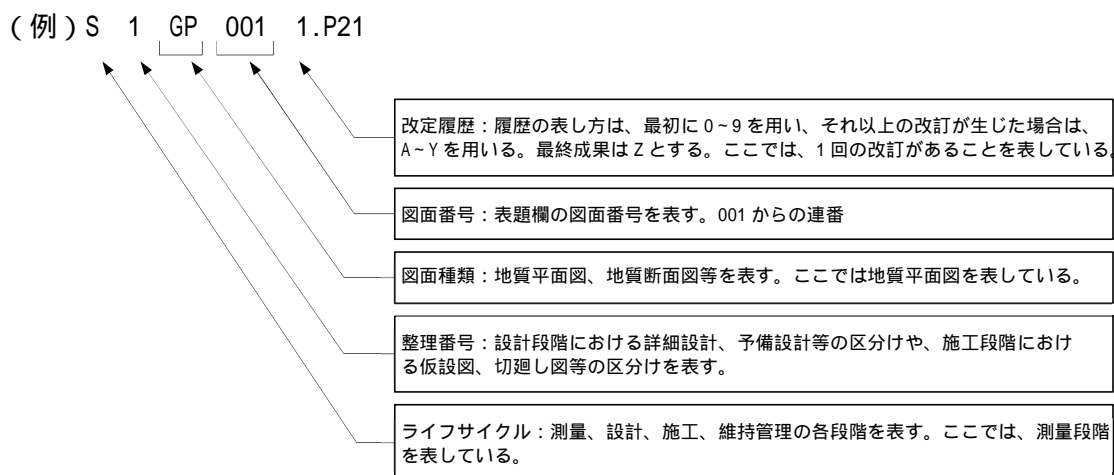 (例) S 1 GP 001 1.P21
改定履歴：履歴の表し方は、最初に 0~9 を用い、それ以上の改訂が生じた場合は、
A~Y を用いる。最終成果は Z とする。ここでは、1 回の改訂があることを表している。
図面番号：表題欄の図面番号を表す。001 からの連番
図面種類：地質平面図、地質断面図等を表す。ここでは地質平面図を表している。
整理番号：設計段階における詳細設計、予備設計等の区分けや、施工段階におけ
る仮設図、切廻し図等の区分けを表す。
ライフサイクル：測量、設計、施工、維持管理の各段階を表す。ここでは、測量段階
を表している。